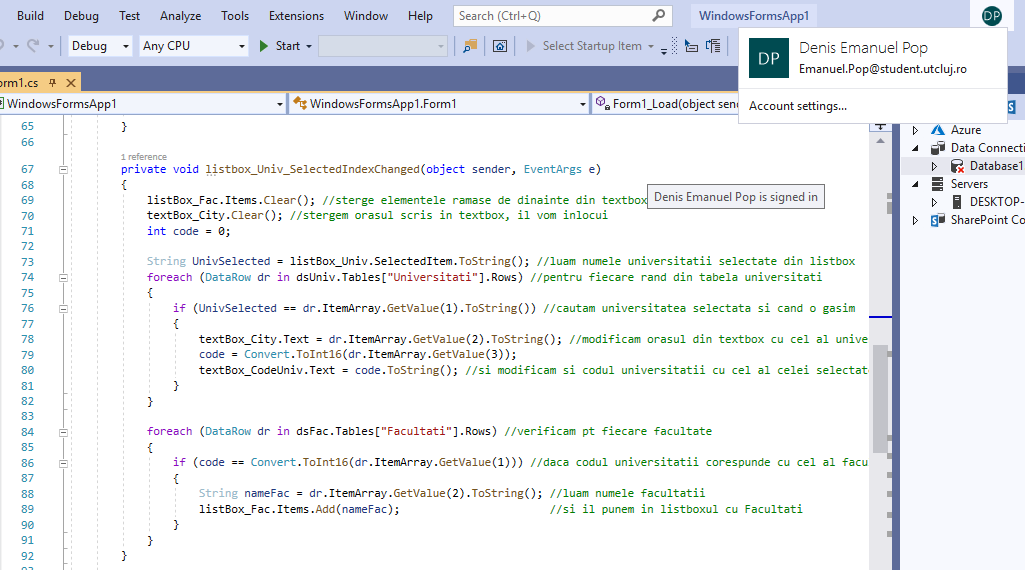 Build Debug Test Analyze Tools Extensions Window Help Search (Ctrl+Q) WindowsFormsApp1 DP
Debug Any CPU Start Select Startup Item
DP Denis Emanuel Pop
Emanuel.Pop@student.utcluj.ro
Account settings...
orm1.cs
WindowsFormsApp1 WindowsFormsApp1.Form1 Form1_Load(object send
65 }
66
1 reference
67 private void listbox_Univ_SelectedIndexChanged(object sender, EventArgs e)
68 {
69 listBox_Fac.Items.Clear(); //sterge elementele ramase de dinainte din textbox
70 textBox_City.Clear(); //stergem orasul scris in textbox, il vom inlocui
71 int code = 0;
72
73 String UnivSelected = listBox_Univ.SelectedItem.ToString(); //luam numele universitatii selectate din listbox
74 foreach (DataRow dr in dsUniv.Tables["Universitati"].Rows) //pentru fiecare rand din tabela universitati
75 {
76 if (UnivSelected == dr.ItemArray.GetValue(1).ToString()) //cautam universitatea selectata si cand o gasim
77 {
78 textBox_City.Text = dr.ItemArray.GetValue(2).ToString(); //modificam orasul din textbox cu cel al unive
79 code = Convert.ToInt16(dr.ItemArray.GetValue(3));
80 textBox_CodeUniv.Text = code.ToString(); //si modificam si codul universitatii cu cel al celei selectat
81 }
82 }
83
84 foreach (DataRow dr in dsFac.Tables["Facultati"].Rows) //verificam pt fiecare facultate
85 {
86 if (code == Convert.ToInt16(dr.ItemArray.GetValue(1))) //daca codul universitatii corespunde cu cel al facu
87 {
88 String nameFac = dr.ItemArray.GetValue(2).ToString(); //luam numele facultatii
89 listBox_Fac.Items.Add(nameFac); //si il punem in listboxul cu Facultati
90 }
91 }
92 }
Denis Emanuel Pop is signed in
Azure
Data Connecti
Database1
Servers
DESKTOP-
SharePoint Co